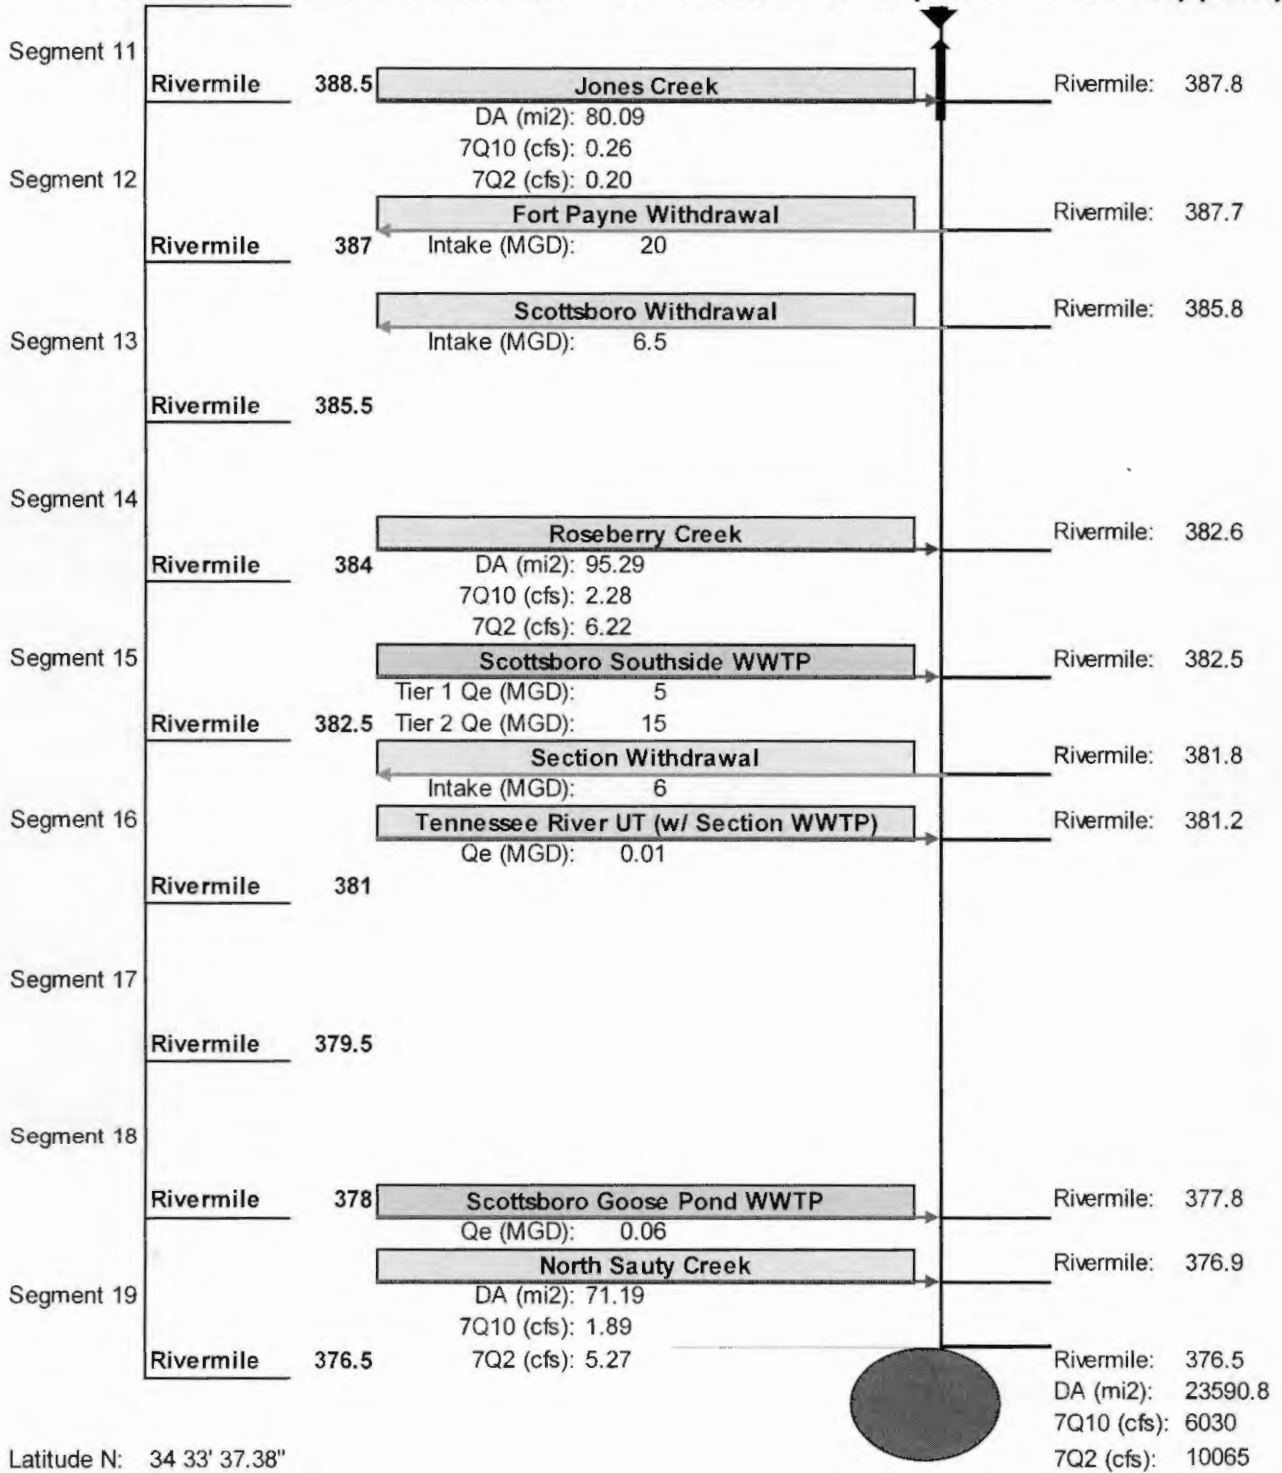 Segment 11
Rivermile 388.5 Jones Creek Rivermile: 387.8
DA (mi2): 80.09
7Q10 (cfs): 0.26
Segment 12 7Q2 (cfs): 0.20
Fort Payne Withdrawal Rivermile: 387.7
Rivermile 387 Intake (MGD): 20
Scottsboro Withdrawal Rivermile: 385.8
Segment 13 Intake (MGD): 6.5
Rivermile 385.5
Segment 14
Roseberry Creek Rivermile: 382.6
Rivermile 384 DA (mi2): 95.29
7Q10 (cfs): 2.28
7Q2 (cfs): 6.22
Segment 15 Scottsboro Southside WWTP Rivermile: 382.5
Tier 1 Qe (MGD): 5
Rivermile 382.5 Tier 2 Qe (MGD): 15
Section Withdrawal Rivermile: 381.8
Intake (MGD): 6
Segment 16 Tennessee River UT (w/ Section WWTP) Rivermile: 381.2
Qe (MGD): 0.01
Rivermile 381
Segment 17
Rivermile 379.5
Segment 18
Rivermile 378 Scottsboro Goose Pond WWTP Rivermile: 377.8
Qe (MGD): 0.06
North Sauty Creek Rivermile: 376.9
Segment 19 DA (mi2): 71.19
7Q10 (cfs): 1.89
Rivermile 376.5 7Q2 (cfs): 5.27 Rivermile: 376.5
DA (mi2): 23590.8
7Q10 (cfs): 6030
Latitude N: 34 33' 37.38" 7Q2 (cfs): 10065